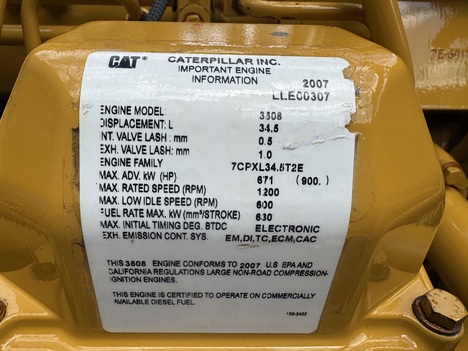 CAT
CATERPILLAR INC.
IMPORTANT ENGINE
INFORMATION
2007
LLE00307
ENGINE MODEL 3508
DISPLACEMENT: L 34.5
INT. VALVE LASH: mm 0.5
EXH. VALVE LASH: mm 1.0
ENGINE FAMILY 7CPXL34.5T2E
MAX. ADV. kW (HP) 671 (900.)
MAX. RATED SPEED (RPM) 1200
MAX. LOW IDLE SPEED (RPM) 600
FUEL RATE MAX. kW (mm³/STROKE) 630
MAX. INITIAL TIMING DEG. BTDC ELECTRONIC
EXH. EMISSION CONT. SYS. EM,DI,TC,ECM,CAC
THIS 3508 ENGINE CONFORMS TO 2007 U.S EPA AND
CALIFORNIA REGULATIONS LARGE NON-ROAD COMPRESSION-
IGNITION ENGINES.
THIS ENGINE IS CERTIFIED TO OPERATE ON COMMERCIALLY
AVAILABLE DIESEL FUEL.